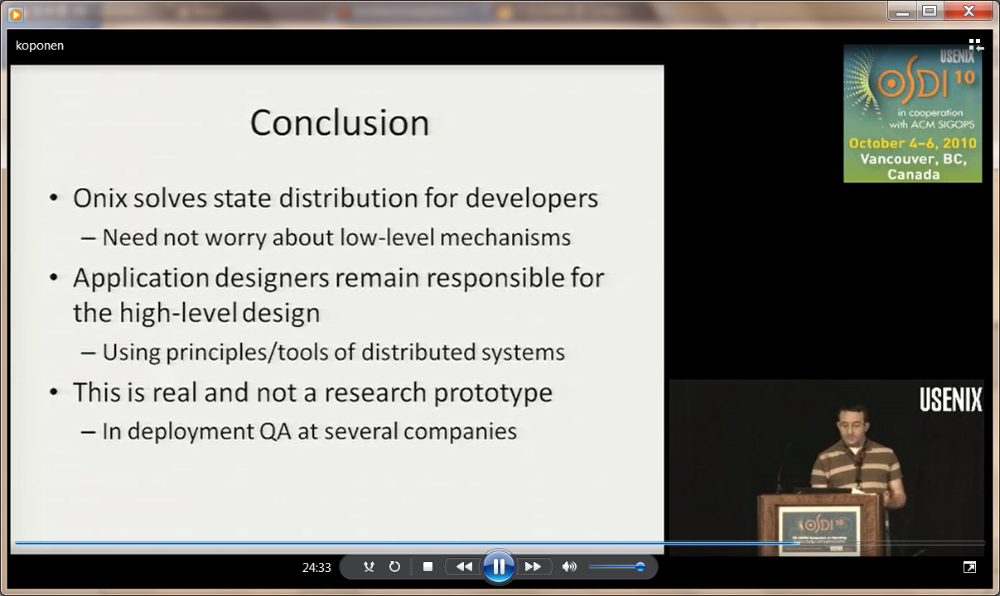 koponen
Conclusion
• Onix solves state distribution for developers
– Need not worry about low-level mechanisms
• Application designers remain responsible for
the high-level design
– Using principles/tools of distributed systems
• This is real and not a research prototype
– In deployment QA at several companies
USENIX
OSDI 10
in cooperation
with ACM SIGOPS
October 4–6, 2010
Vancouver, BC,
Canada
USENIX
OSDI 10
24:33